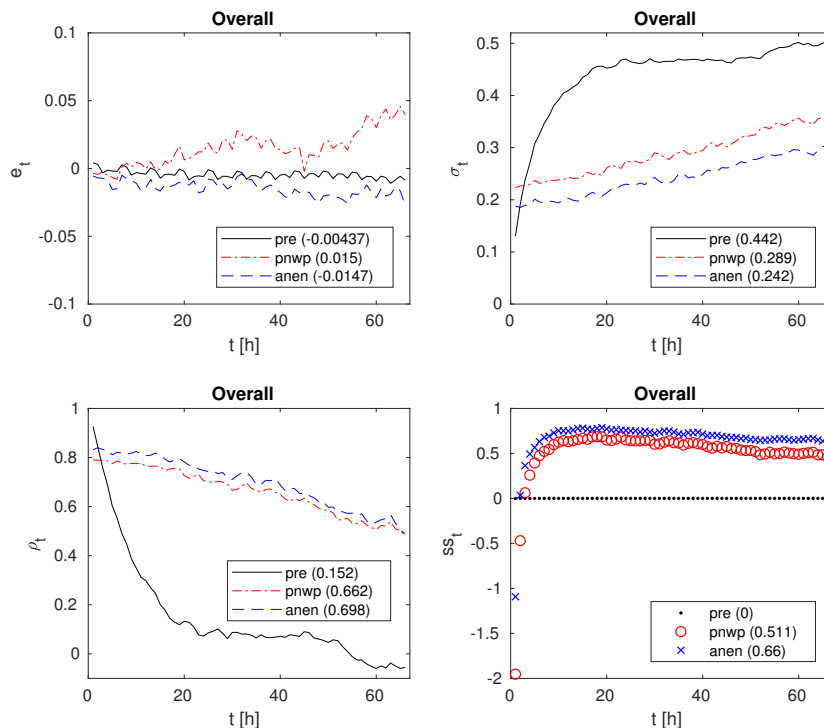 Overall
0.1
0.05
0
-0.05
-0.1
e_t
pre (-0.00437)
pnwp (0.015)
anen (-0.0147)
0 20 40 60
t [h]
Overall
0.5
0.4
0.3
0.2
0.1
0
σ_t
pre (0.442)
pnwp (0.289)
anen (0.242)
0 20 40 60
t [h]
Overall
1
0.8
0.6
0.4
0.2
0
ρ_t
pre (0.152)
pnwp (0.662)
anen (0.698)
0 20 40 60
t [h]
Overall
1
0.5
0
-0.5
-1
-1.5
-2
ss_t
pre (0)
pnwp (0.511)
anen (0.66)
0 20 40 60
t [h]